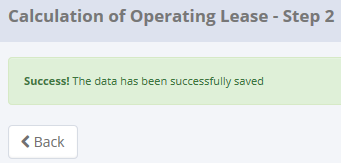 Calculation of Operating Lease - Step 2
Success! The data has been successfully saved
Back